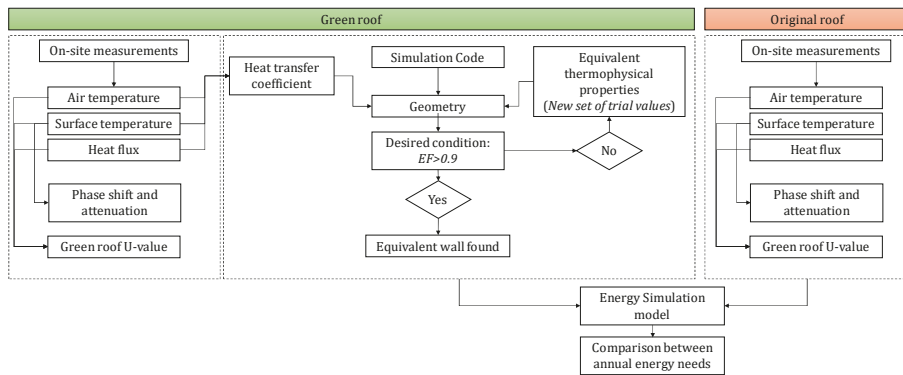 Green roof
Original roof
On-site measurements
Air temperature
Surface temperature
Heat flux
Phase shift and
attenuation
Green roof U-value
Heat transfer
coefficient
Simulation Code
Geometry
Desired condition:
EF>0.9
Yes
Equivalent wall found
Equivalent
thermophysical
properties
(New set of trial values)
No
On-site measurements
Air temperature
Surface temperature
Heat flux
Phase shift and
attenuation
Green roof U-value
Energy Simulation
model
Comparison between
annual energy needs